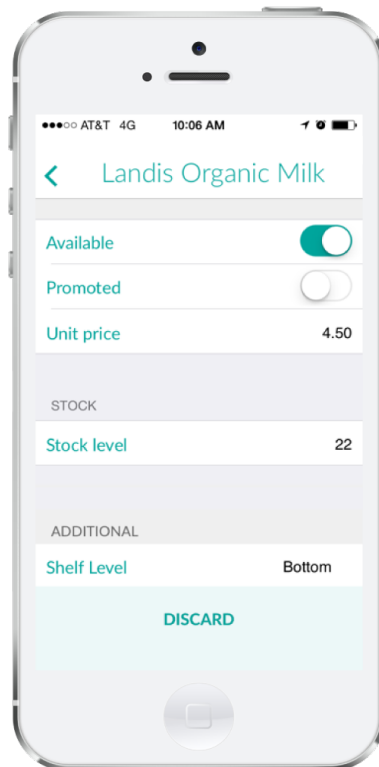 AT&T 4G 10:06 AM
Landis Organic Milk
Available
Promoted
Unit price 4.50
STOCK
Stock level 22
ADDITIONAL
Shelf Level Bottom
DISCARD